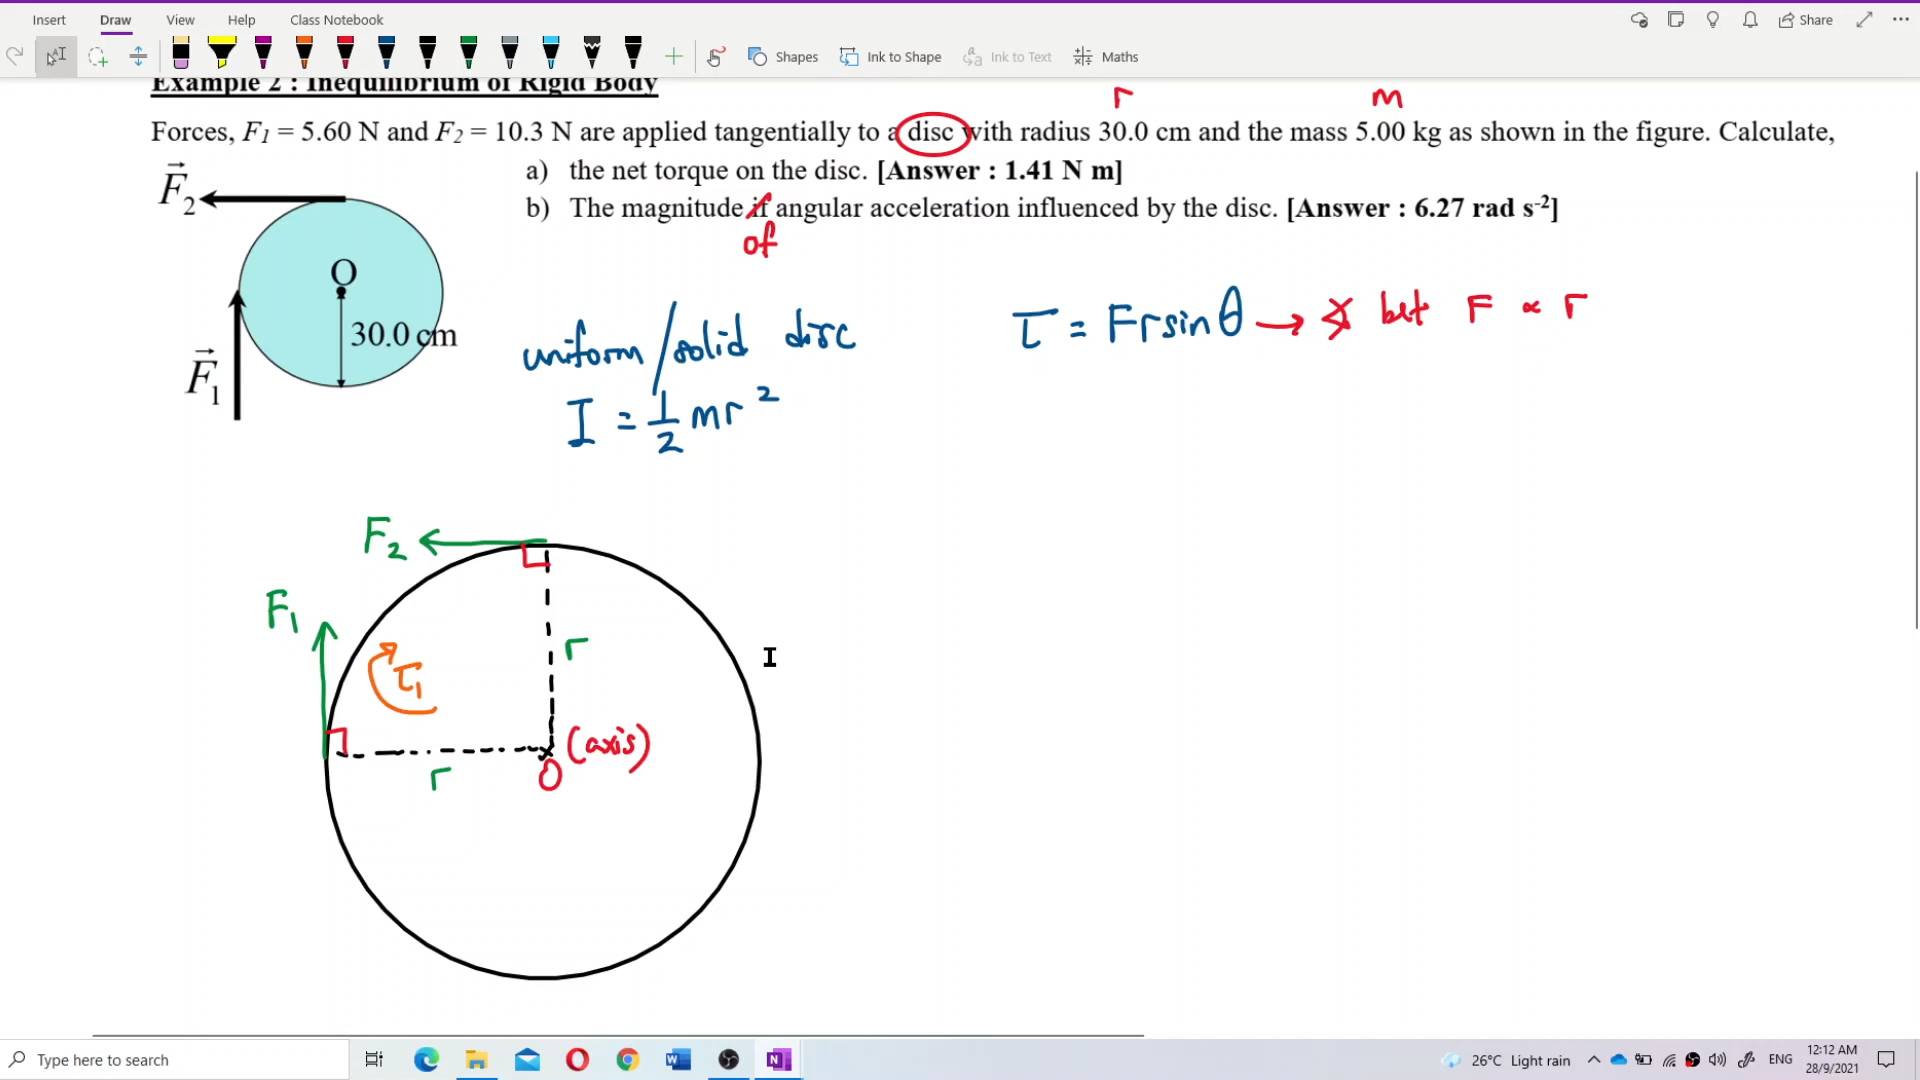 Insert Draw View Help Class Notebook Share
Shapes Ink to Shape Ink to Text Maths
Example 2 : Inequilibrium of Rigid Body
r m
Forces, F1 = 5.60 N and F2 = 10.3 N are applied tangentially to a disc with radius 30.0 cm and the mass 5.00 kg as shown in the figure. Calculate,
a) the net torque on the disc. [Answer : 1.41 N m]
b) The magnitude if angular acceleration influenced by the disc. [Answer : 6.27 rad s-2]
of
F2
O
30.0 cm
F1
uniform/solid disc
I = 1/2 mr²
τ = Frsinθ → ∡ bet F & r
F2
F1
τ1
r
(axis)
O
r
Type here to search
26°C Light rain
ENG
12:12 AM
28/9/2021